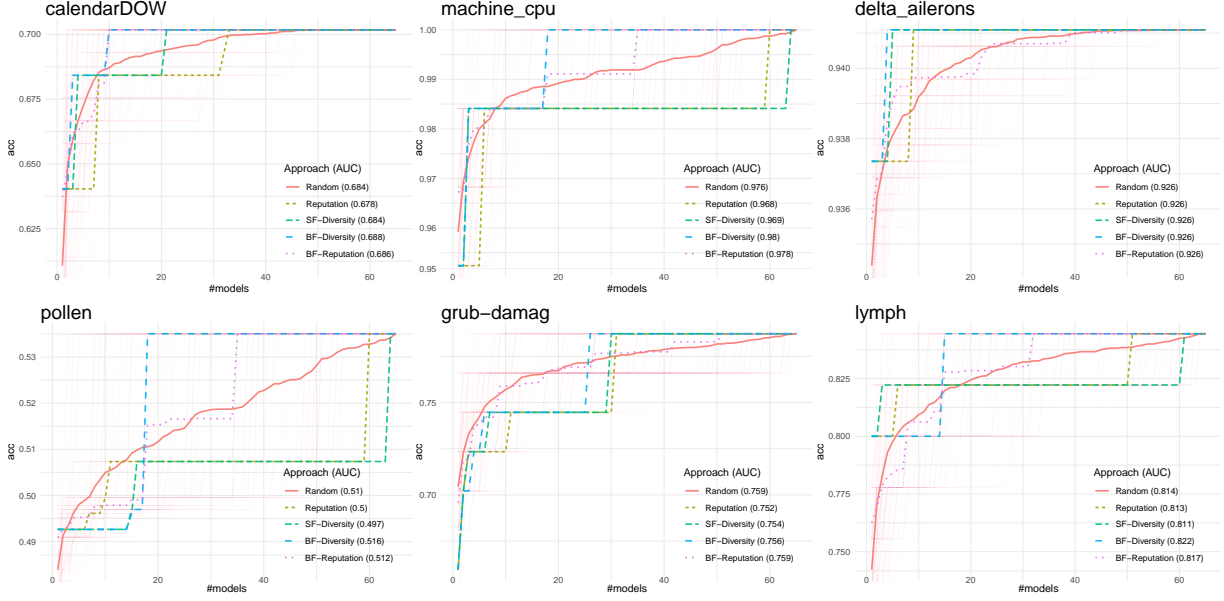 calendarDOW
acc
0.700
0.675
0.650
0.625
0
20
40
60
#models
Approach (AUC)
Random (0.684)
Reputation (0.678)
SF−Diversity (0.684)
BF−Diversity (0.688)
BF−Reputation (0.686)
machine_cpu
acc
1.00
0.99
0.98
0.97
0.96
0.95
0
20
40
60
#models
Approach (AUC)
Random (0.976)
Reputation (0.968)
SF−Diversity (0.969)
BF−Diversity (0.98)
BF−Reputation (0.978)
delta_ailerons
acc
0.940
0.938
0.936
0
20
40
60
#models
Approach (AUC)
Random (0.926)
Reputation (0.926)
SF−Diversity (0.926)
BF−Diversity (0.926)
BF−Reputation (0.926)
pollen
acc
0.53
0.52
0.51
0.50
0.49
0
20
40
60
#models
Approach (AUC)
Random (0.51)
Reputation (0.5)
SF−Diversity (0.497)
BF−Diversity (0.516)
BF−Reputation (0.512)
grub−damag
acc
0.75
0.70
0
20
40
60
#models
Approach (AUC)
Random (0.759)
Reputation (0.752)
SF−Diversity (0.754)
BF−Diversity (0.756)
BF−Reputation (0.759)
lymph
acc
0.825
0.800
0.775
0.750
0
20
40
60
#models
Approach (AUC)
Random (0.814)
Reputation (0.813)
SF−Diversity (0.811)
BF−Diversity (0.822)
BF−Reputation (0.817)